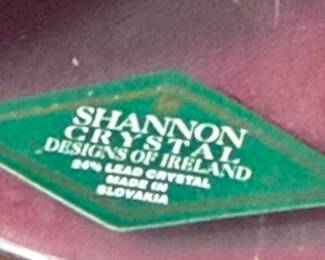 SHANNON
CRYSTAL
DESIGNS OF IRELAND
24% LEAD CRYSTAL
MADE IN
SLOVAKIA